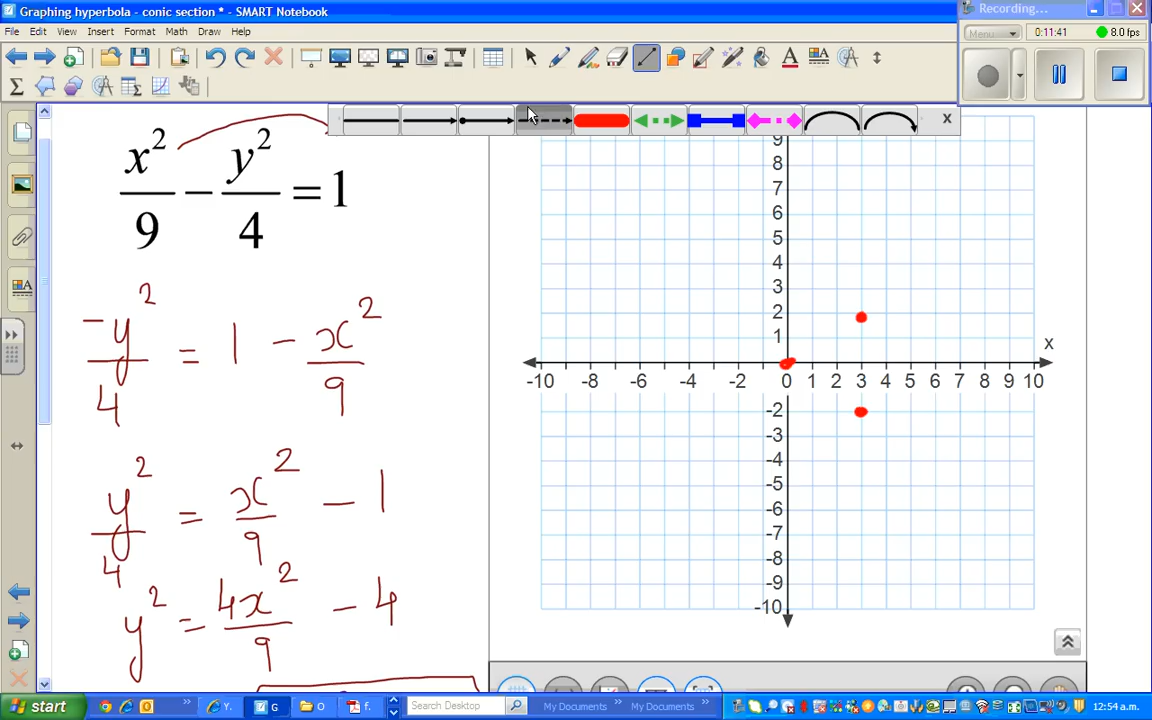 Graphing hyperbola - conic section * - SMART Notebook
Recording...
File Edit View Insert Format Math Draw Help
Menu
0:11:41
8.0 fps
x
x²/9 − y²/4 = 1
-y²/4 = 1 - x²/9
y²/4 = x²/9 - 1
y² = 4x²/9 - 4
9
8
7
6
5
4
3
2
1
x
-10 -8 -6 -4 -2 0 1 2 3 4 5 6 7 8 9 10
-2
-3
-4
-5
-6
-7
-8
-9
-10
start
Y.
G
O
f.
Search Desktop
My Documents
My Documents
12:54 a.m.